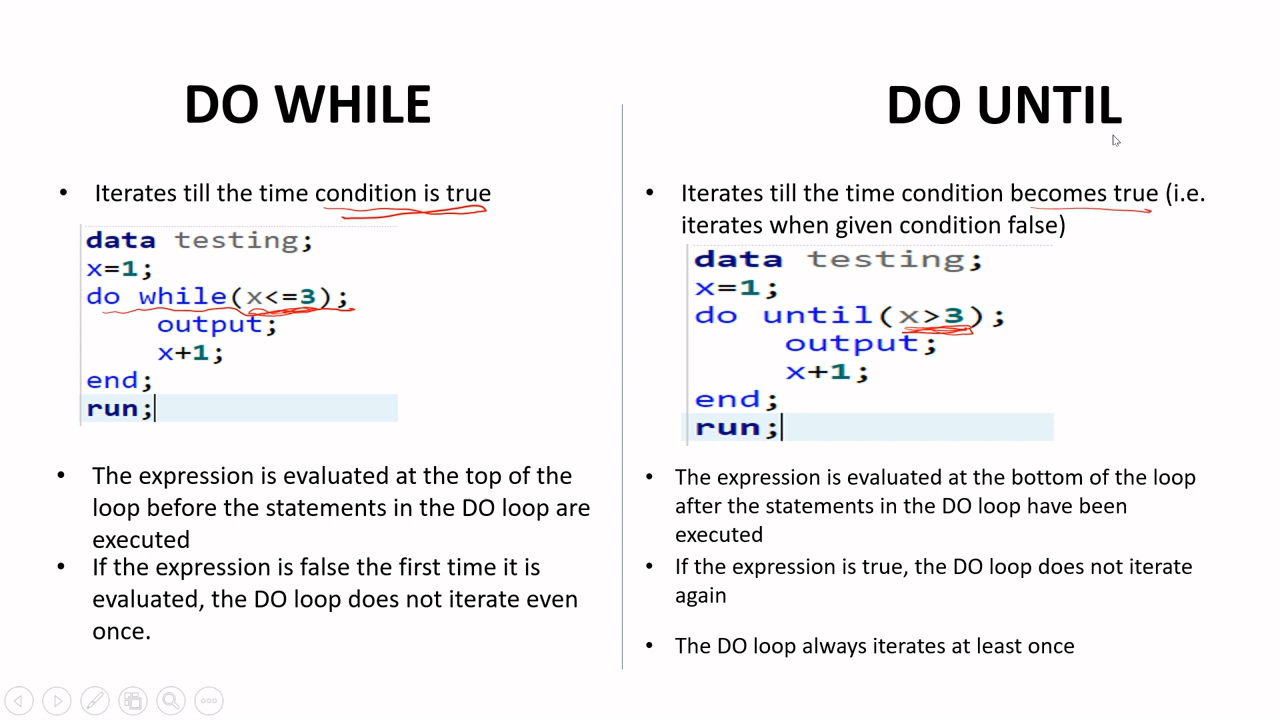 DO WHILE
• Iterates till the time condition is true
data testing;
x=1;
do while(x<=3);
output;
x+1;
end;
run;
• The expression is evaluated at the top of the
loop before the statements in the DO loop are
executed
• If the expression is false the first time it is
evaluated, the DO loop does not iterate even
once.
DO UNTIL
• Iterates till the time condition becomes true (i.e.
iterates when given condition false)
data testing;
x=1;
do until(x>3);
output;
x+1;
end;
run;
• The expression is evaluated at the bottom of the loop
after the statements in the DO loop have been
executed
• If the expression is true, the DO loop does not iterate
again
• The DO loop always iterates at least once